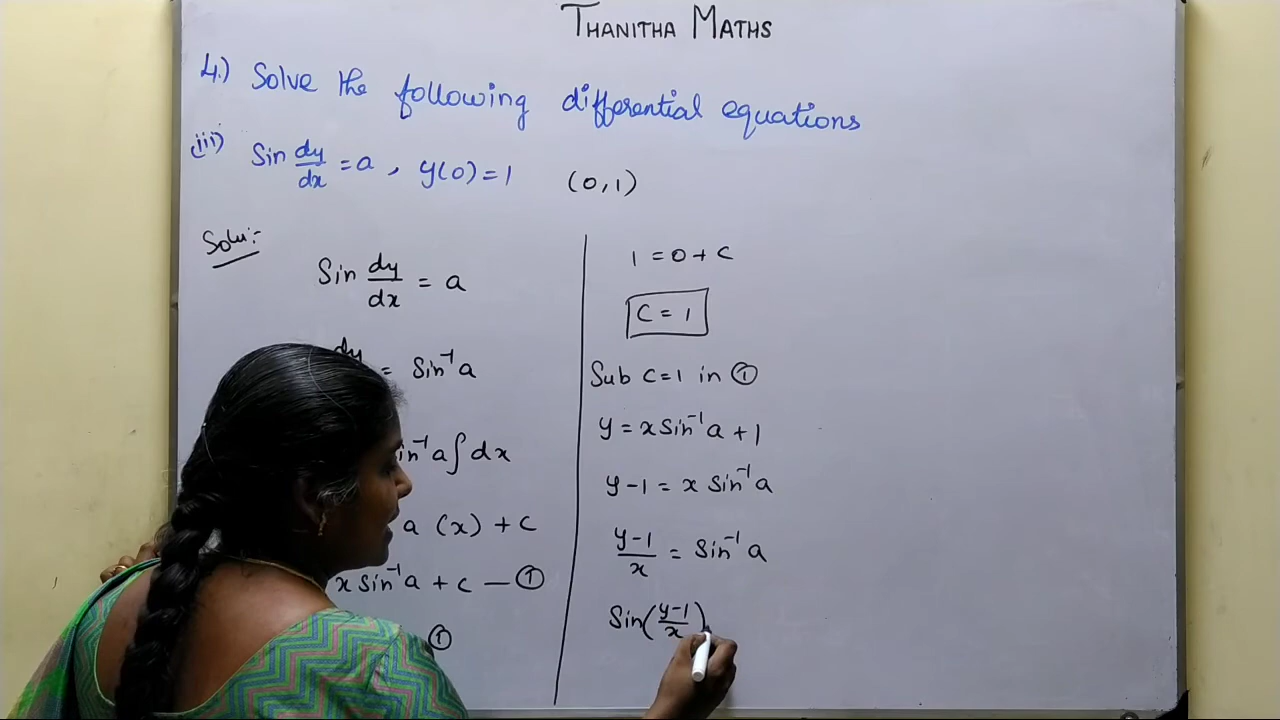 THANITHA MATHS
4.) Solve the following differential equations
(iii) Sin dy/dx = a, y(0)=1 (0,1)
Solu:-
Sin dy/dx = a
dy = Sin⁻¹a
in⁻¹a ∫dx
a (x) + c
x Sin⁻¹a + c — ①
①
1 = 0 + C
C = 1
Sub C=1 in ①
y = x Sin⁻¹a + 1
y-1 = x Sin⁻¹a
y-1/x = Sin⁻¹a
Sin(y-1/x)